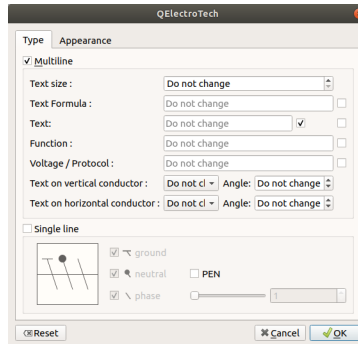 QElectroTech
Type Appearance
Multiline
Text size : Do not change
Text Formula : Do not change
Text: Do not change
Function : Do not change
Voltage / Protocol : Do not change
Text on vertical conductor : Do not cl Angle: Do not change
Text on horizontal conductor : Do not cl Angle: Do not change
Single line
ground
neutral PEN
phase 1
Reset Cancel OK